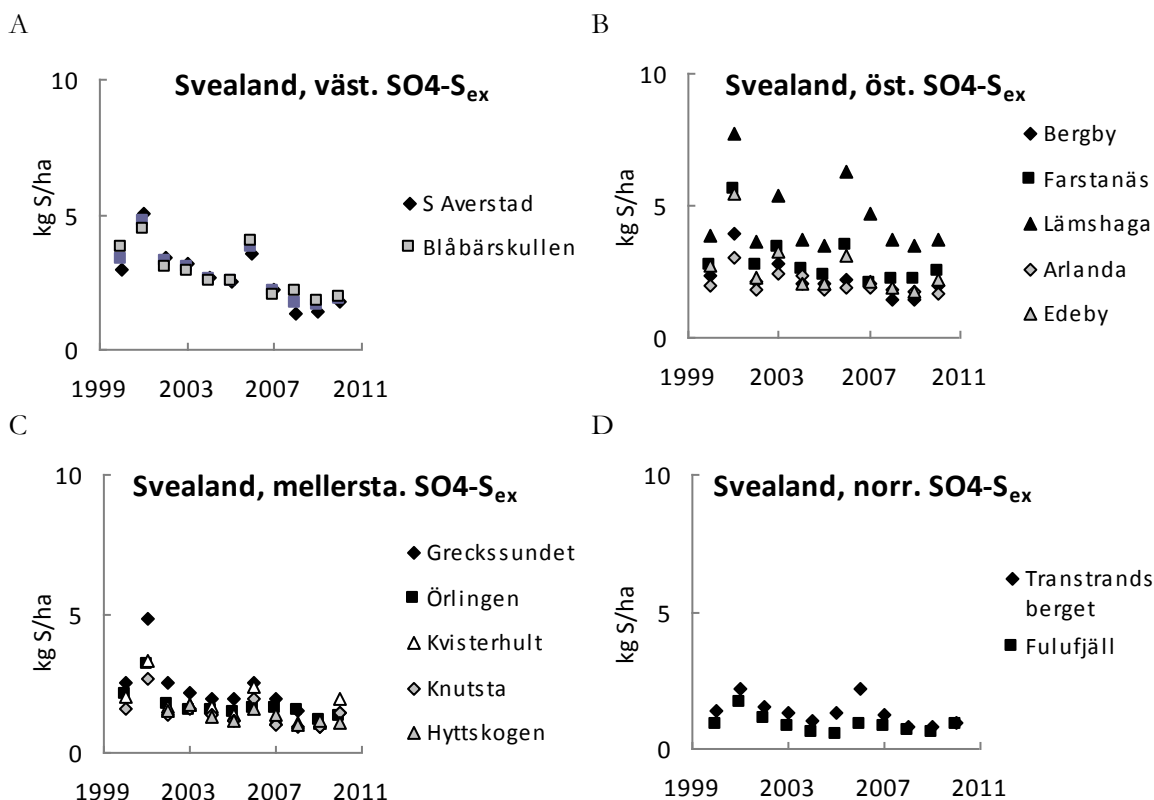 A
Svealand, väst. SO4-Sex
10
5
0
kg S/ha
1999 2003 2007 2011
S Averstad
Blåbärskullen
B
Svealand, öst. SO4-Sex
10
5
0
kg S/ha
1999 2003 2007 2011
Bergby
Farstanäs
Lämshaga
Arlanda
Edeby
C
Svealand, mellersta. SO4-Sex
10
5
0
kg S/ha
1999 2003 2007 2011
Greckssundet
Örlingen
Kvisterhult
Knutsta
Hyttskogen
D
Svealand, norr. SO4-Sex
10
5
0
kg S/ha
1999 2003 2007 2011
Transtrands
berget
Fulufjäll